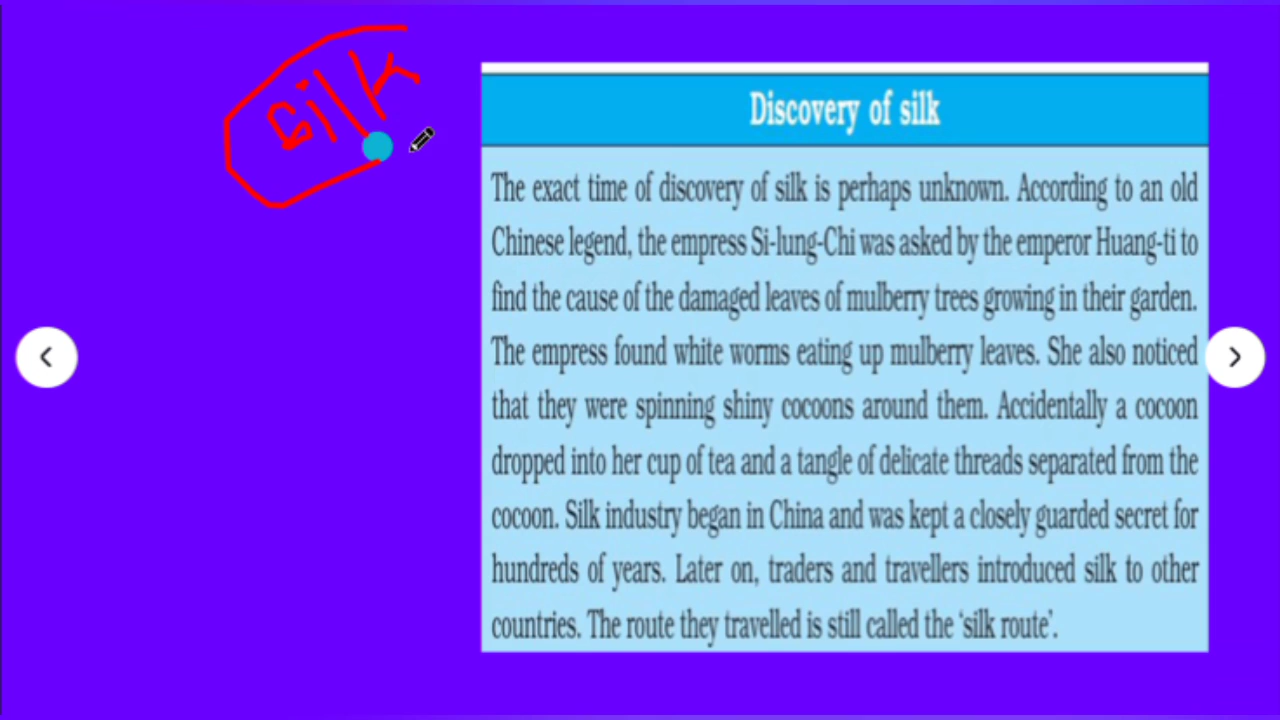 Silk
Discovery of silk
The exact time of discovery of silk is perhaps unknown. According to an old
Chinese legend, the empress Si-lung-Chi was asked by the emperor Huang-ti to
find the cause of the damaged leaves of mulberry trees growing in their garden.
The empress found white worms eating up mulberry leaves. She also noticed
that they were spinning shiny cocoons around them. Accidentally a cocoon
dropped into her cup of tea and a tangle of delicate threads separated from the
cocoon. Silk industry began in China and was kept a closely guarded secret for
hundreds of years. Later on, traders and travellers introduced silk to other
countries. The route they travelled is still called the ‘silk route’.